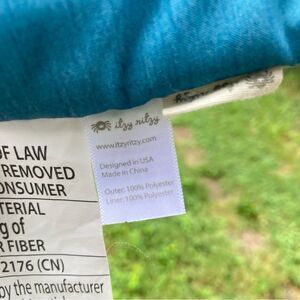 itzy ritzy
www.itzyritzy.com
Designed in USA
Made in China
Outer: 100% Polyester
Liner: 100% Polyester
OF LAW
REMOVED
ONSUMER
TERIAL
g of
R FIBER
2176 (CN)
by the manufacturer